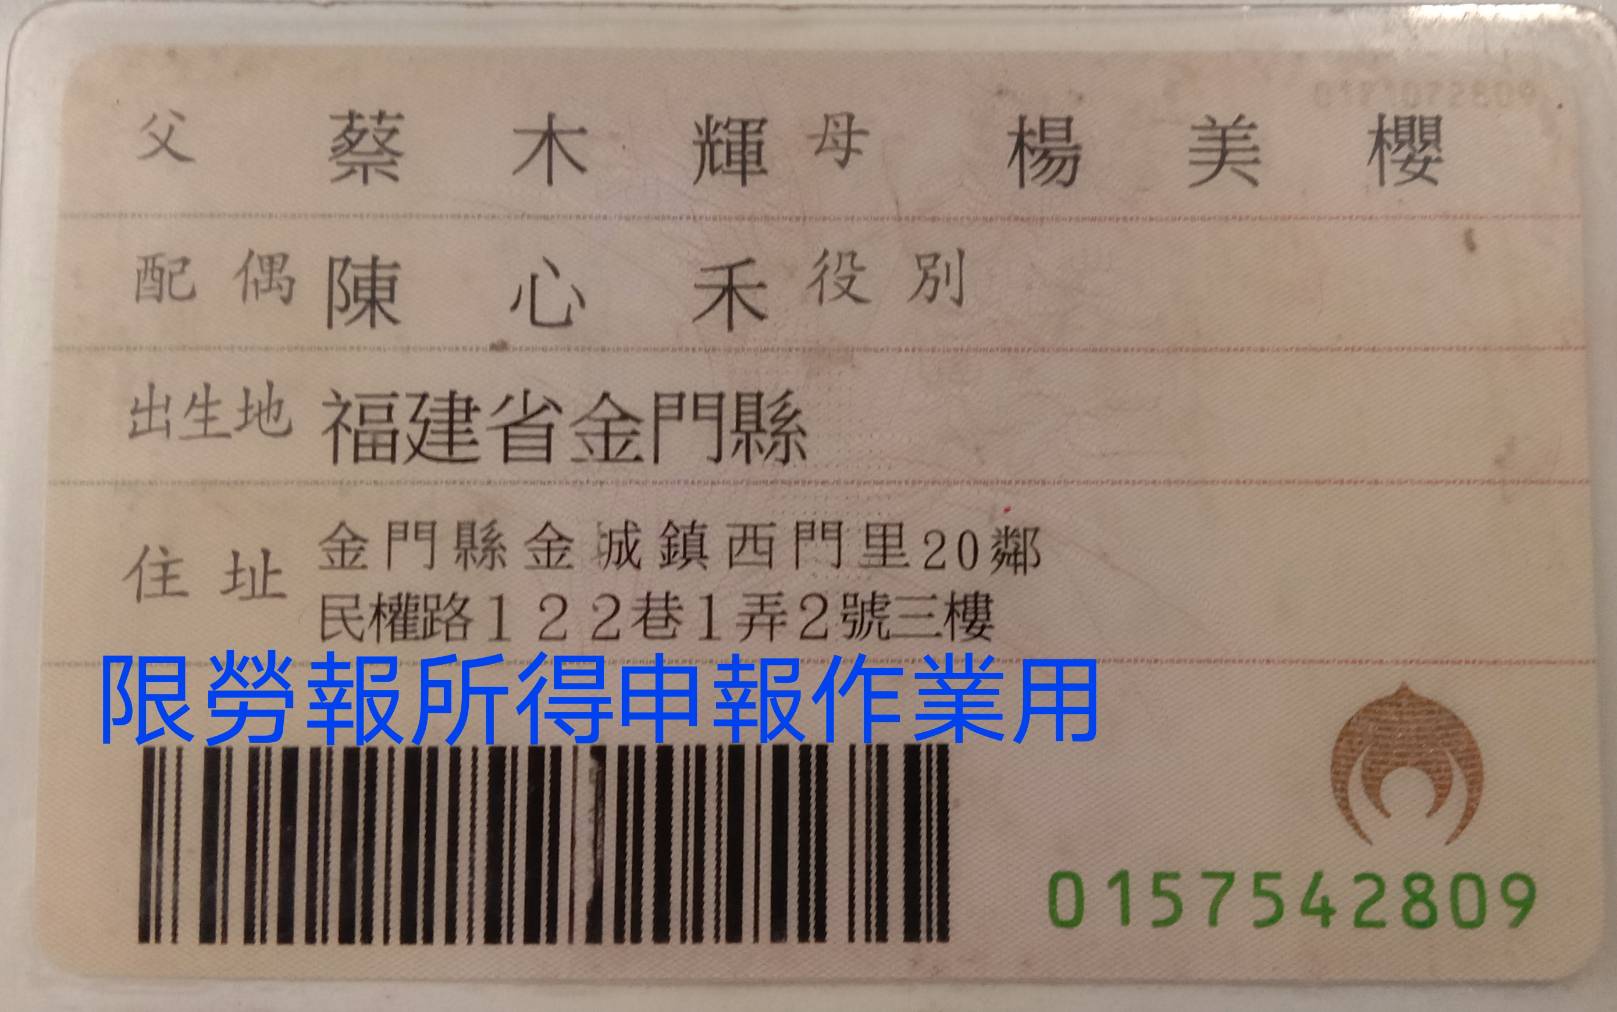 父 蔡木輝 母 楊美櫻
配偶 陳心禾 役別
出生地 福建省金門縣
住址 金門縣金城鎮西門里20鄰
民權路122巷1弄2號三樓
限勞報所得申報作業用
0157542809